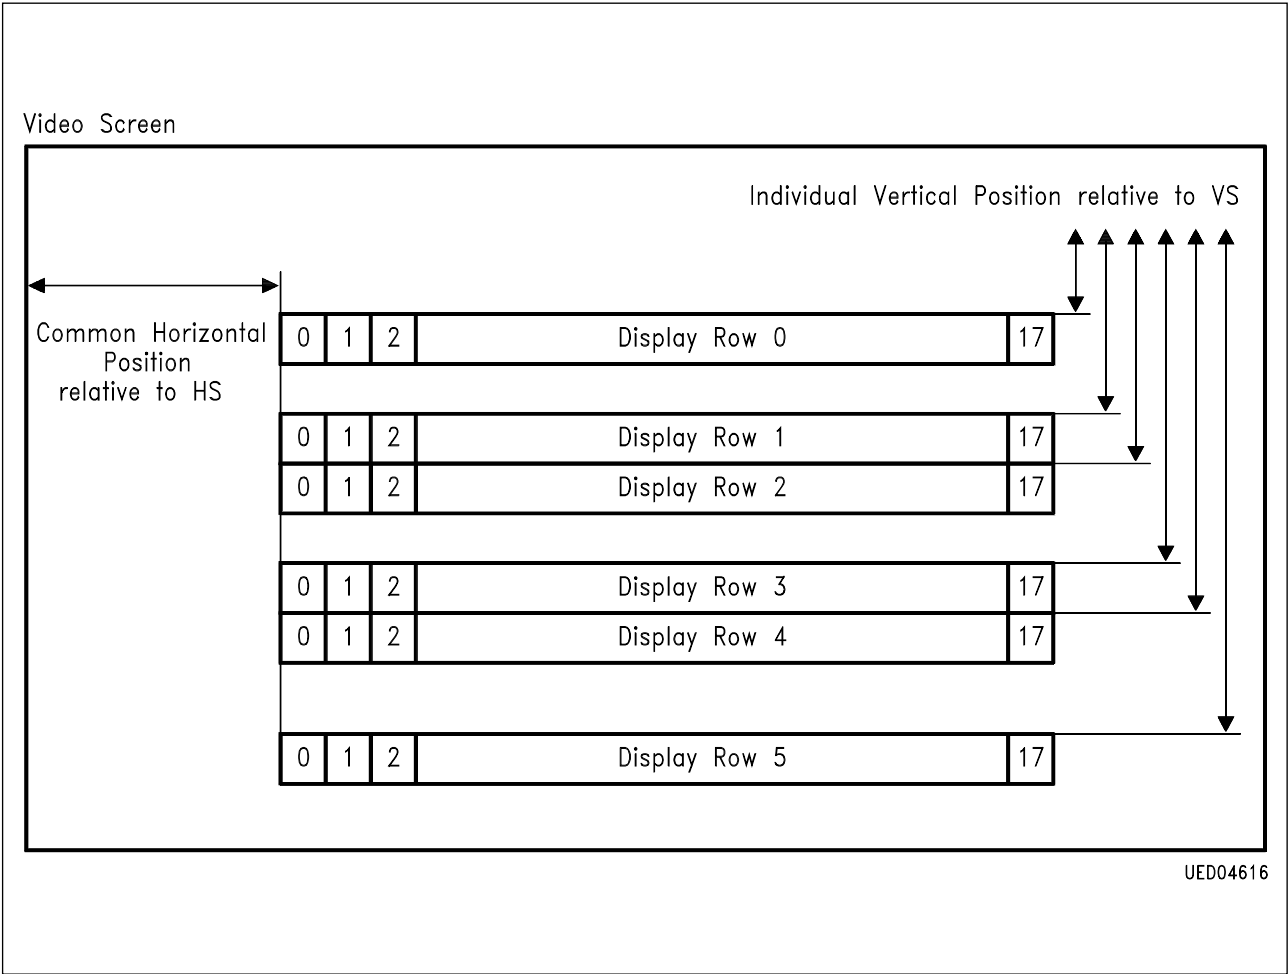 Video Screen
Individual Vertical Position relative to VS
Common Horizontal
Position
relative to HS
0 1 2 Display Row 0 17
0 1 2 Display Row 1 17
0 1 2 Display Row 2 17
0 1 2 Display Row 3 17
0 1 2 Display Row 4 17
0 1 2 Display Row 5 17
UED04616